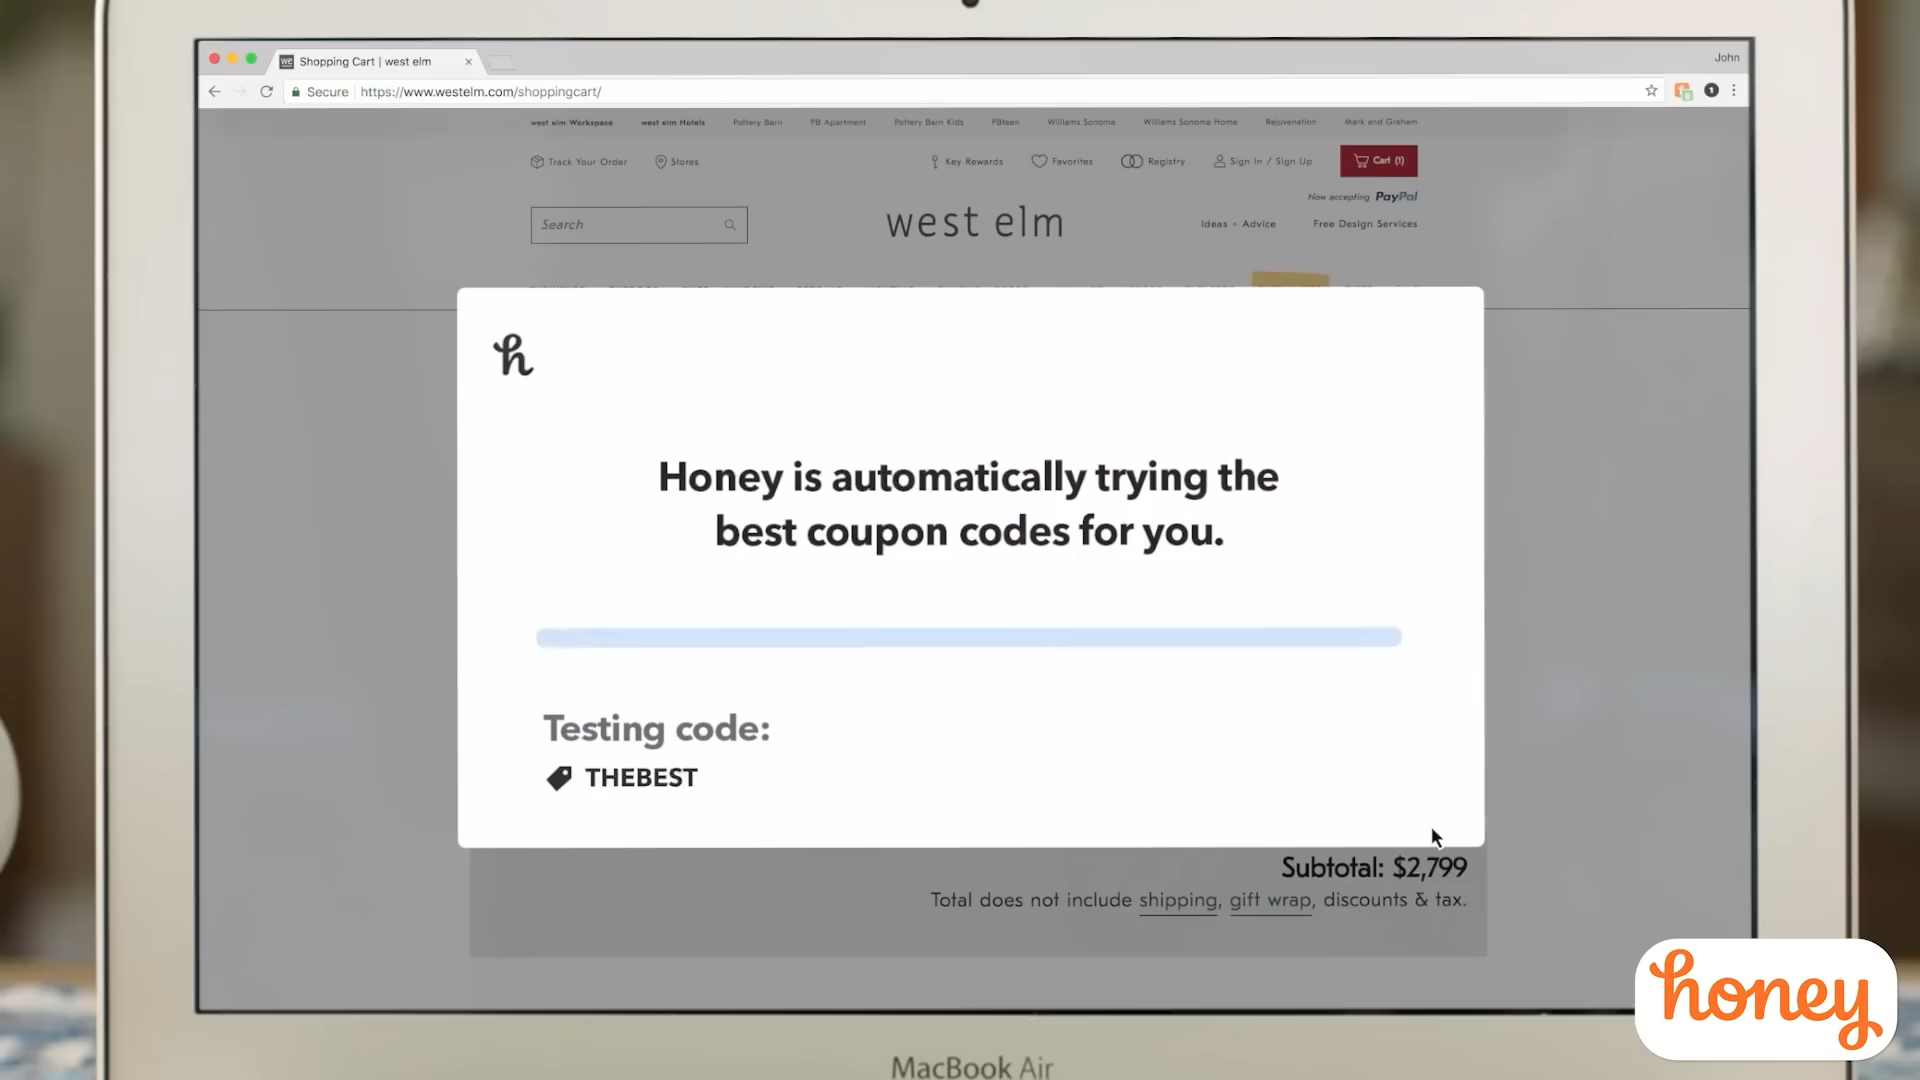 Shopping Cart | west elm
John
Secure https://www.westelm.com/shoppingcart/
west elm Workspace west elm Hotels Pottery Barn PB Apartment Pottery Barn Kids PBteen Williams Sonoma Williams Sonoma Home Rejuvenation Mark and Graham
Track Your Order Stores Key Rewards Favorites Registry Sign In / Sign Up Cart (1)
Now accepting PayPal
Search west elm Ideas + Advice Free Design Services
h
Honey is automatically trying the
best coupon codes for you.
Testing code:
THEBEST
Subtotal: $2,799
Total does not include shipping, gift wrap, discounts & tax.
honey
MacBook Air